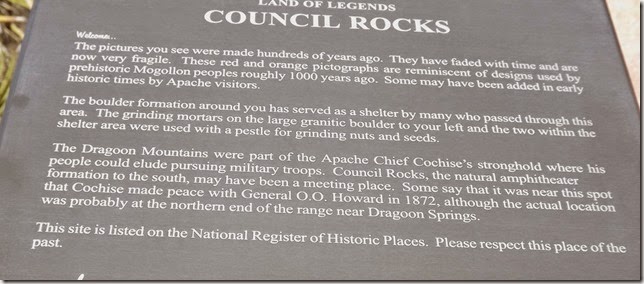 LAND OF LEGENDS
COUNCIL ROCKS
Welcome...
The pictures you see were made hundreds of years ago. They have faded with time and are
now very fragile. These red and orange pictographs are reminiscent of designs used by
prehistoric Mogollon peoples roughly 1000 years ago. Some may have been added in early
historic times by Apache visitors.
The boulder formation around you has served as a shelter by many who passed through this
area. The grinding mortars on the large granitic boulder to your left and the two within the
shelter area were used with a pestle for grinding nuts and seeds.
The Dragoon Mountains were part of the Apache Chief Cochise's stronghold where his
people could elude pursuing military troops. Council Rocks, the natural amphitheater
formation to the south, may have been a meeting place. Some say that it was near this spot
that Cochise made peace with General O.O. Howard in 1872, although the actual location
was probably at the northern end of the range near Dragoon Springs.
This site is listed on the National Register of Historic Places. Please respect this place of the
past.